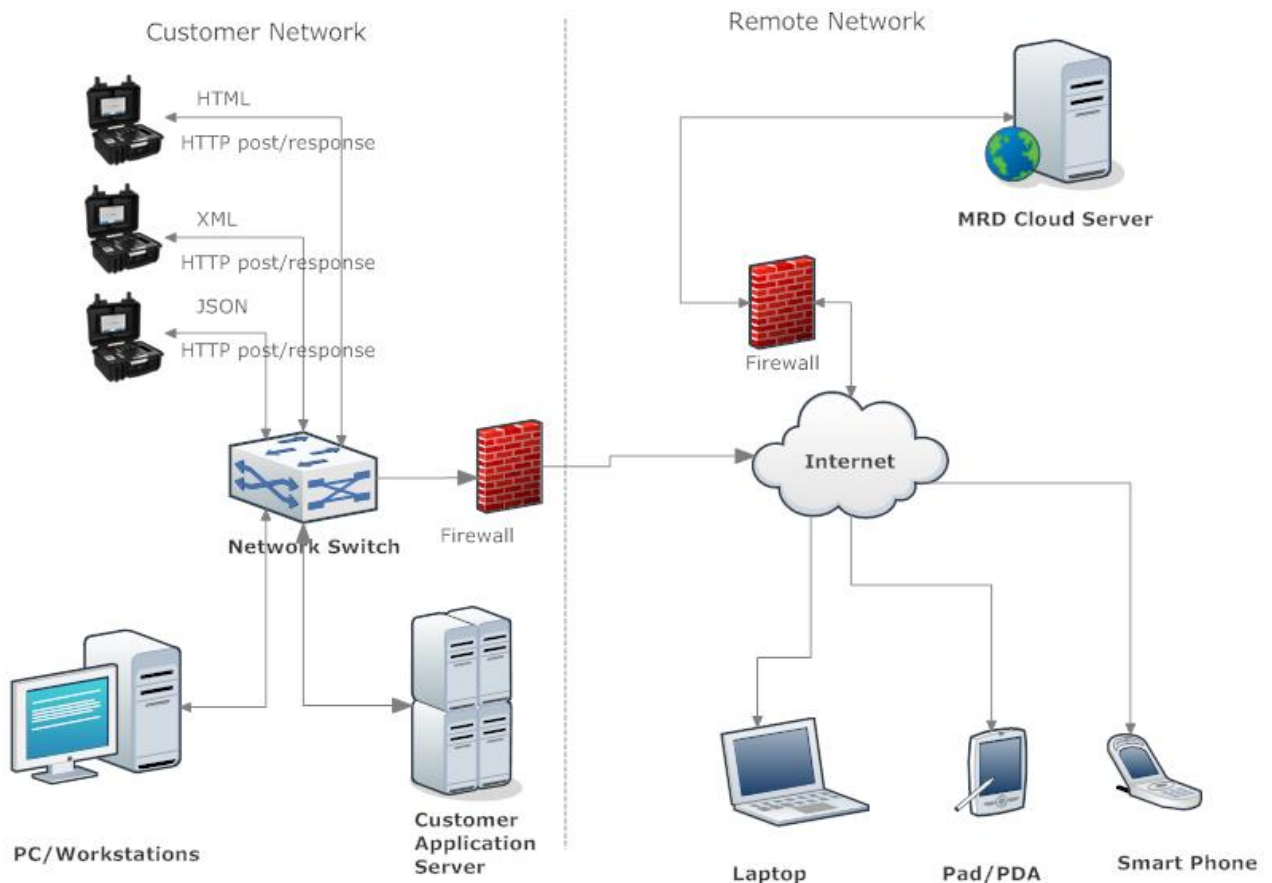 Customer Network
Remote Network
HTML
HTTP post/response
XML
HTTP post/response
JSON
HTTP post/response
MRD Cloud Server
Firewall
Internet
Network Switch
Firewall
PC/Workstations
Customer
Application
Server
Laptop
Pad/PDA
Smart Phone